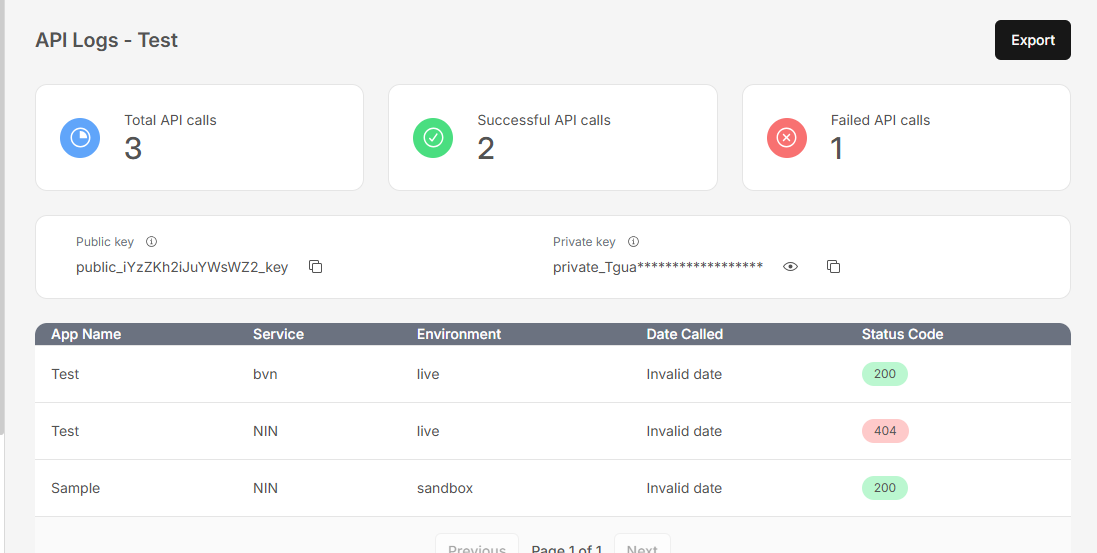 API Logs - Test
Export
Total API calls
3
Successful API calls
2
Failed API calls
1
Public key
public_iYzZKh2iJuYWsWZ2_key
Private key
private_Tgua******************
App Name Service Environment Date Called Status Code
Test bvn live Invalid date 200
Test NIN live Invalid date 404
Sample NIN sandbox Invalid date 200
Previous Page 1 of 1 Next